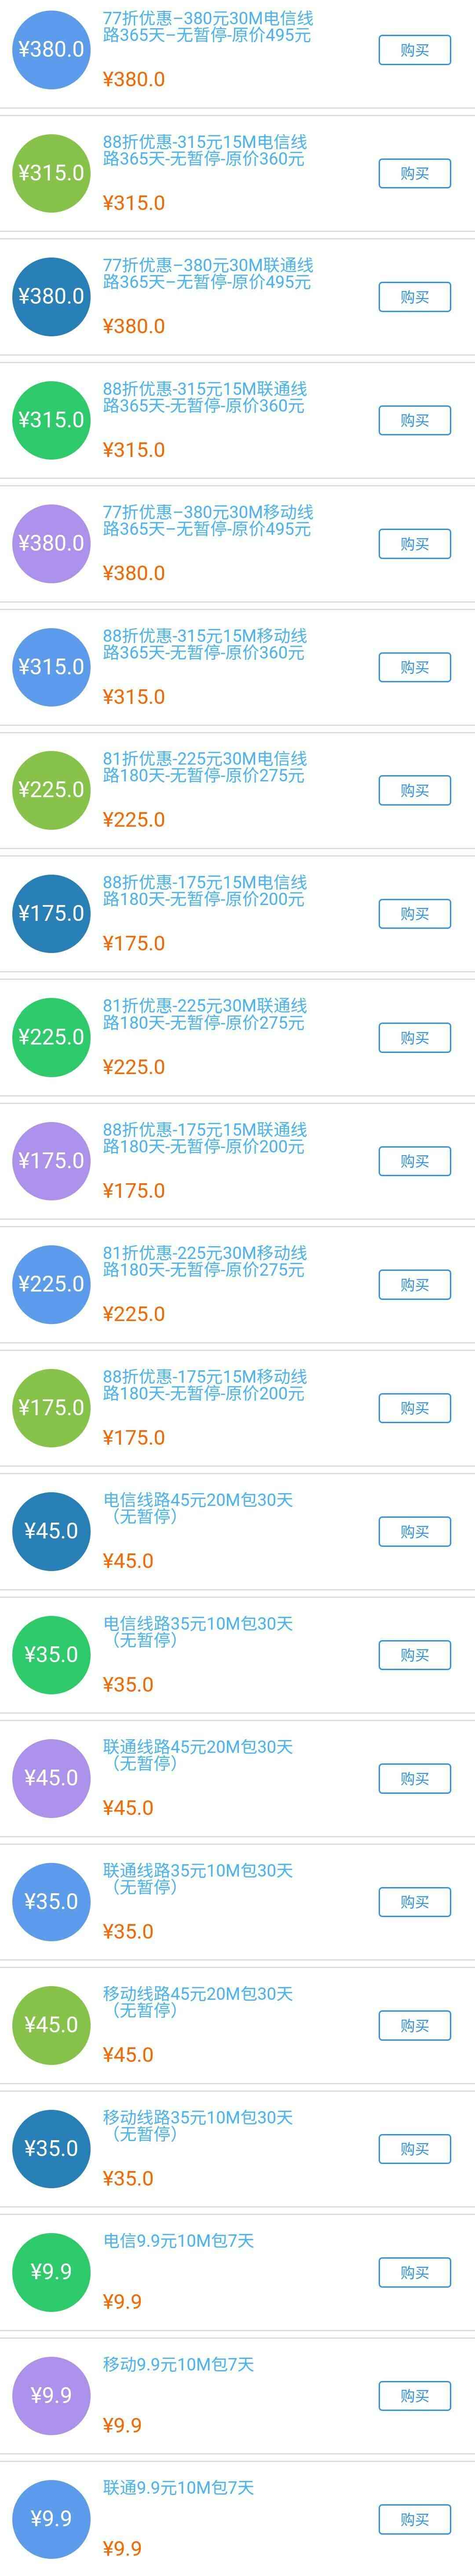 ¥380.0
77折优惠–380元30M电信线
路365天–无暂停-原价495元
¥380.0
购买
¥315.0
88折优惠-315元15M电信线
路365天-无暂停-原价360元
¥315.0
购买
¥380.0
77折优惠–380元30M联通线
路365天–无暂停-原价495元
¥380.0
购买
¥315.0
88折优惠-315元15M联通线
路365天-无暂停-原价360元
¥315.0
购买
¥380.0
77折优惠–380元30M移动线
路365天–无暂停-原价495元
¥380.0
购买
¥315.0
88折优惠-315元15M移动线
路365天-无暂停-原价360元
¥315.0
购买
¥225.0
81折优惠-225元30M电信线
路180天-无暂停-原价275元
¥225.0
购买
¥175.0
88折优惠-175元15M电信线
路180天-无暂停-原价200元
¥175.0
购买
¥225.0
81折优惠-225元30M联通线
路180天-无暂停-原价275元
¥225.0
购买
¥175.0
88折优惠-175元15M联通线
路180天-无暂停-原价200元
¥175.0
购买
¥225.0
81折优惠-225元30M移动线
路180天-无暂停-原价275元
¥225.0
购买
¥175.0
88折优惠-175元15M移动线
路180天-无暂停-原价200元
¥175.0
购买
¥45.0
电信线路45元20M包30天
（无暂停）
¥45.0
购买
¥35.0
电信线路35元10M包30天
（无暂停）
¥35.0
购买
¥45.0
联通线路45元20M包30天
（无暂停）
¥45.0
购买
¥35.0
联通线路35元10M包30天
（无暂停）
¥35.0
购买
¥45.0
移动线路45元20M包30天
（无暂停）
¥45.0
购买
¥35.0
移动线路35元10M包30天
（无暂停）
¥35.0
购买
¥9.9
电信9.9元10M包7天
¥9.9
购买
¥9.9
移动9.9元10M包7天
¥9.9
购买
¥9.9
联通9.9元10M包7天
¥9.9
购买